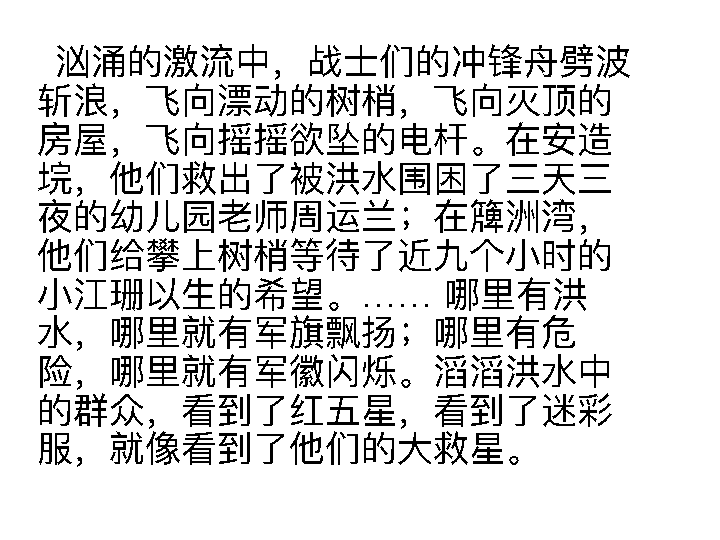 汹涌的激流中，战士们的冲锋舟劈波
斩浪，飞向漂动的树梢，飞向灭顶的
房屋，飞向摇摇欲坠的电杆。在安造
垸，他们救出了被洪水围困了三天三
夜的幼儿园老师周运兰；在簰洲湾，
他们给攀上树梢等待了近九个小时的
小江珊以生的希望。…… 哪里有洪
水，哪里就有军旗飘扬；哪里有危
险，哪里就有军徽闪烁。滔滔洪水中
的群众，看到了红五星，看到了迷彩
服，就像看到了他们的大救星。